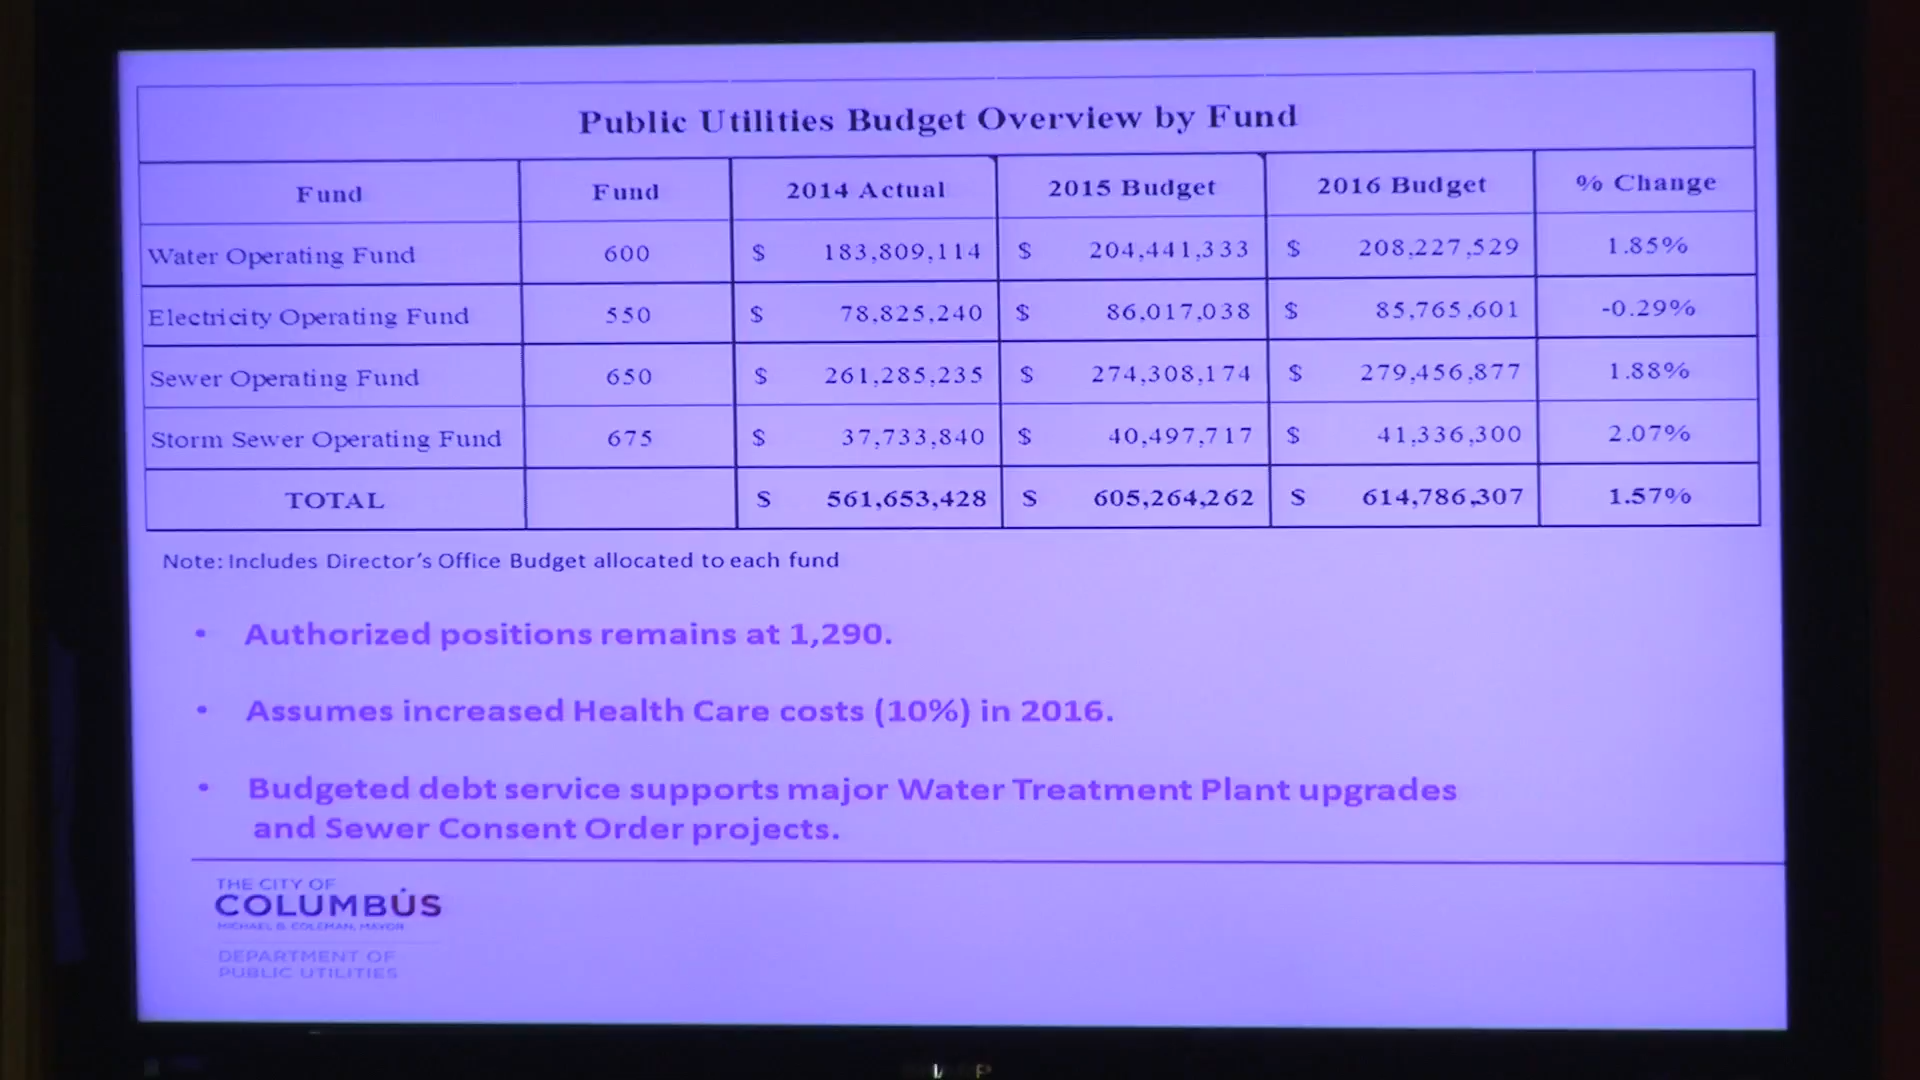 Public Utilities Budget Overview by Fund
Fund Fund 2014 Actual 2015 Budget 2016 Budget % Change
Water Operating Fund 600 $ 183,809,114 $ 204,441,333 $ 208,227,529 1.85%
Electricity Operating Fund 550 $ 78,825,240 $ 86,017,038 $ 85,765,601 -0.29%
Sewer Operating Fund 650 $ 261,285,235 $ 274,308,174 $ 279,456,877 1.88%
Storm Sewer Operating Fund 675 $ 37,733,840 $ 40,497,717 $ 41,336,300 2.07%
TOTAL $ 561,653,428 $ 605,264,262 $ 614,786,307 1.57%
Note: Includes Director's Office Budget allocated to each fund
• Authorized positions remains at 1,290.
• Assumes increased Health Care costs (10%) in 2016.
• Budgeted debt service supports major Water Treatment Plant upgrades
and Sewer Consent Order projects.
THE CITY OF
COLUMBUS
MICHAEL B. COLEMAN, MAYOR
DEPARTMENT OF
PUBLIC UTILITIES